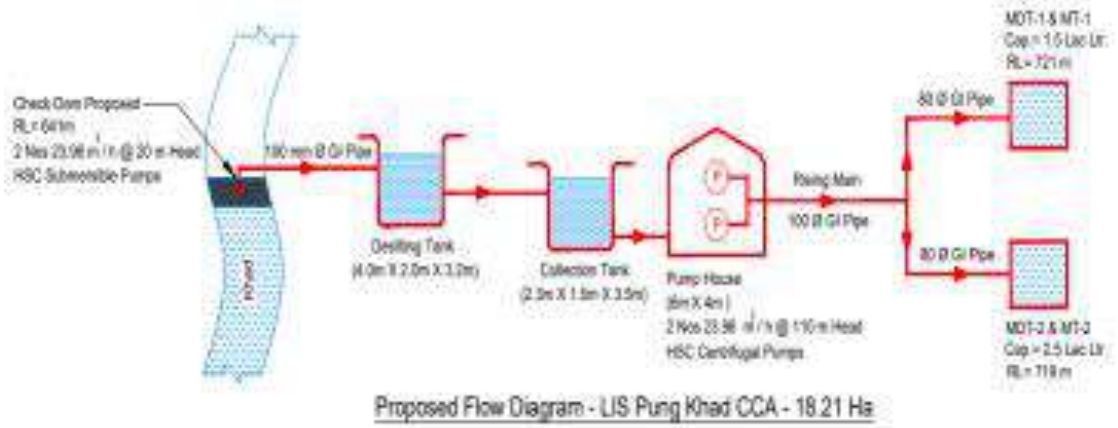 Check Dam Proposed
RL= 641m
2 Nos 23.98 m³/h @ 20 m Head
HSC Submersible Pumps
Khad
100 mm Ø GI Pipe
Desilting Tank
(4.0m X 2.0m X 3.2m)
Collection Tank
(2.3m X 1.5m X 3.5m)
P
P
Pump House
(6m X 4m )
2 Nos 23.98 m³/h @ 110 m Head
HSC Centrifugal Pumps
Rising Main
100 Ø GI Pipe
80 Ø GI Pipe
80 Ø GI Pipe
MDT-1 & MT-1
Cap = 1.5 Lac Ltr
RL= 721 m
MDT-2 & MT-2
Cap = 2.5 Lac Ltr
RL= 719 m
Proposed Flow Diagram - LIS Pung Khad CCA - 18.21 Ha